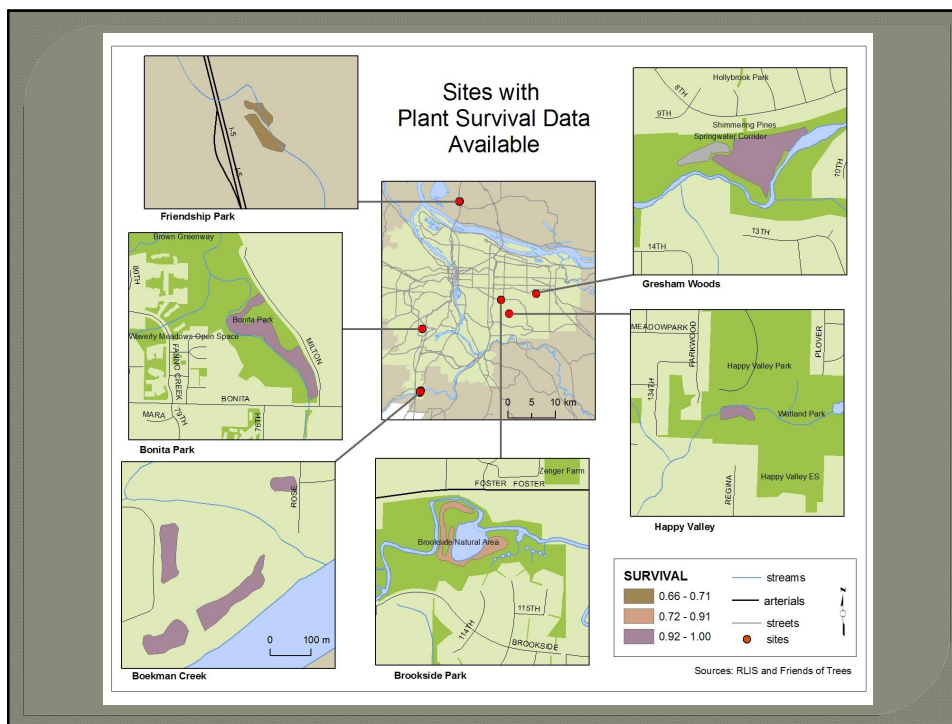 Sites with
Plant Survival Data
Available
I-5
I-5
Friendship Park
Hollybrook Park
8TH
9TH
Shimmering Pines
Springwater Corridor
10TH
13TH
14TH
Gresham Woods
Brown Greenway
80TH
Bonita Park
Waverly Meadows Open Space
FANNO CREEK
MILTON
BONITA
MARA
79TH
76TH
Bonita Park
0 5 10 km
MEADOWPARK
PARKWOOD
PLOVER
134TH
Happy Valley Park
Wetland Park
REGINA
Happy Valley ES
Happy Valley
ROSE
0 100 m
Boekman Creek
Zenger Farm
FOSTER FOSTER
Brookside Natural Area
115TH
114TH
BROOKSIDE
Brookside Park
SURVIVAL
0.66 - 0.71
0.72 - 0.91
0.92 - 1.00
streams
arterials
streets
sites
N
Sources: RLIS and Friends of Trees